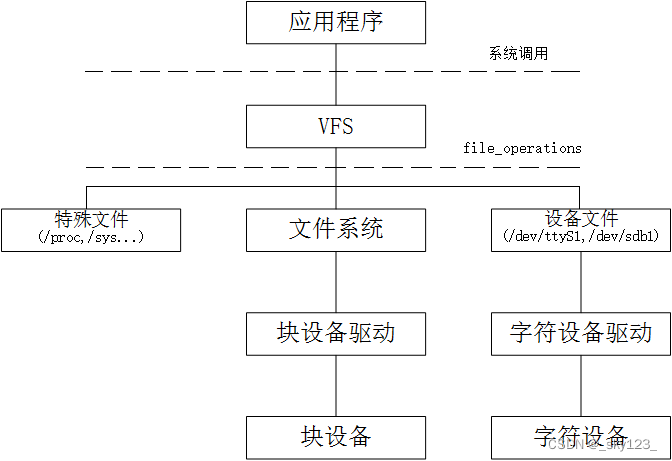 应用程序
系统调用
VFS
file_operations
特殊文件
(/proc,/sys...)
文件系统
设备文件
(/dev/ttyS1,/dev/sdb1)
块设备驱动
字符设备驱动
块设备
字符设备
CSDN @_sky123_